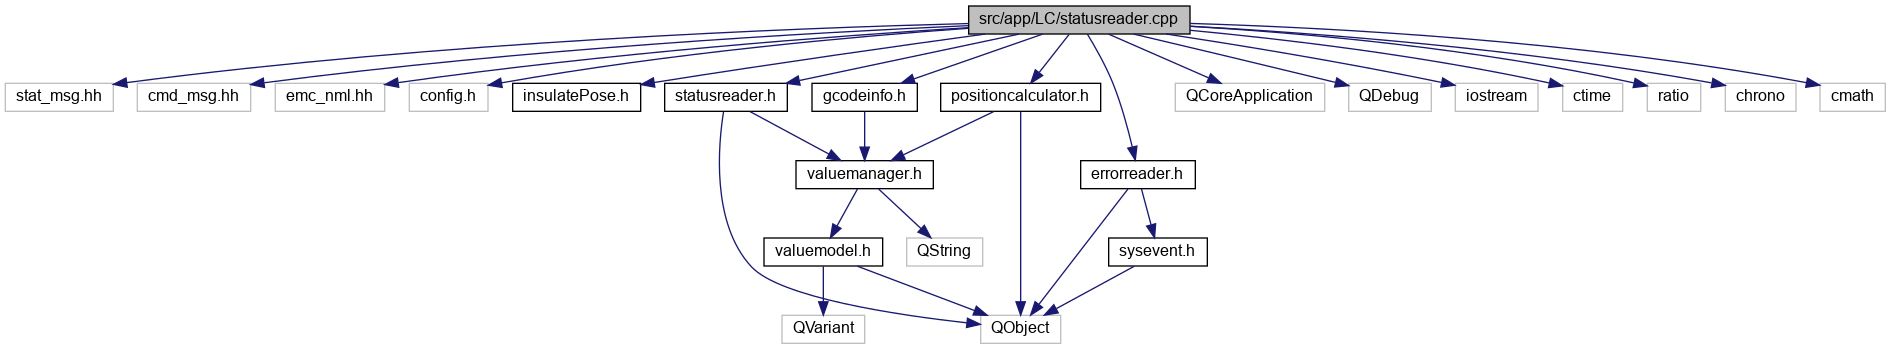 src/app/LC/statusreader.cpp
stat_msg.hh
cmd_msg.hh
emc_nml.hh
config.h
insulatePose.h
statusreader.h
gcodeinfo.h
positioncalculator.h
QCoreApplication
QDebug
iostream
ctime
ratio
chrono
cmath
valuemanager.h
errorreader.h
valuemodel.h
QString
sysevent.h
QVariant
QObject